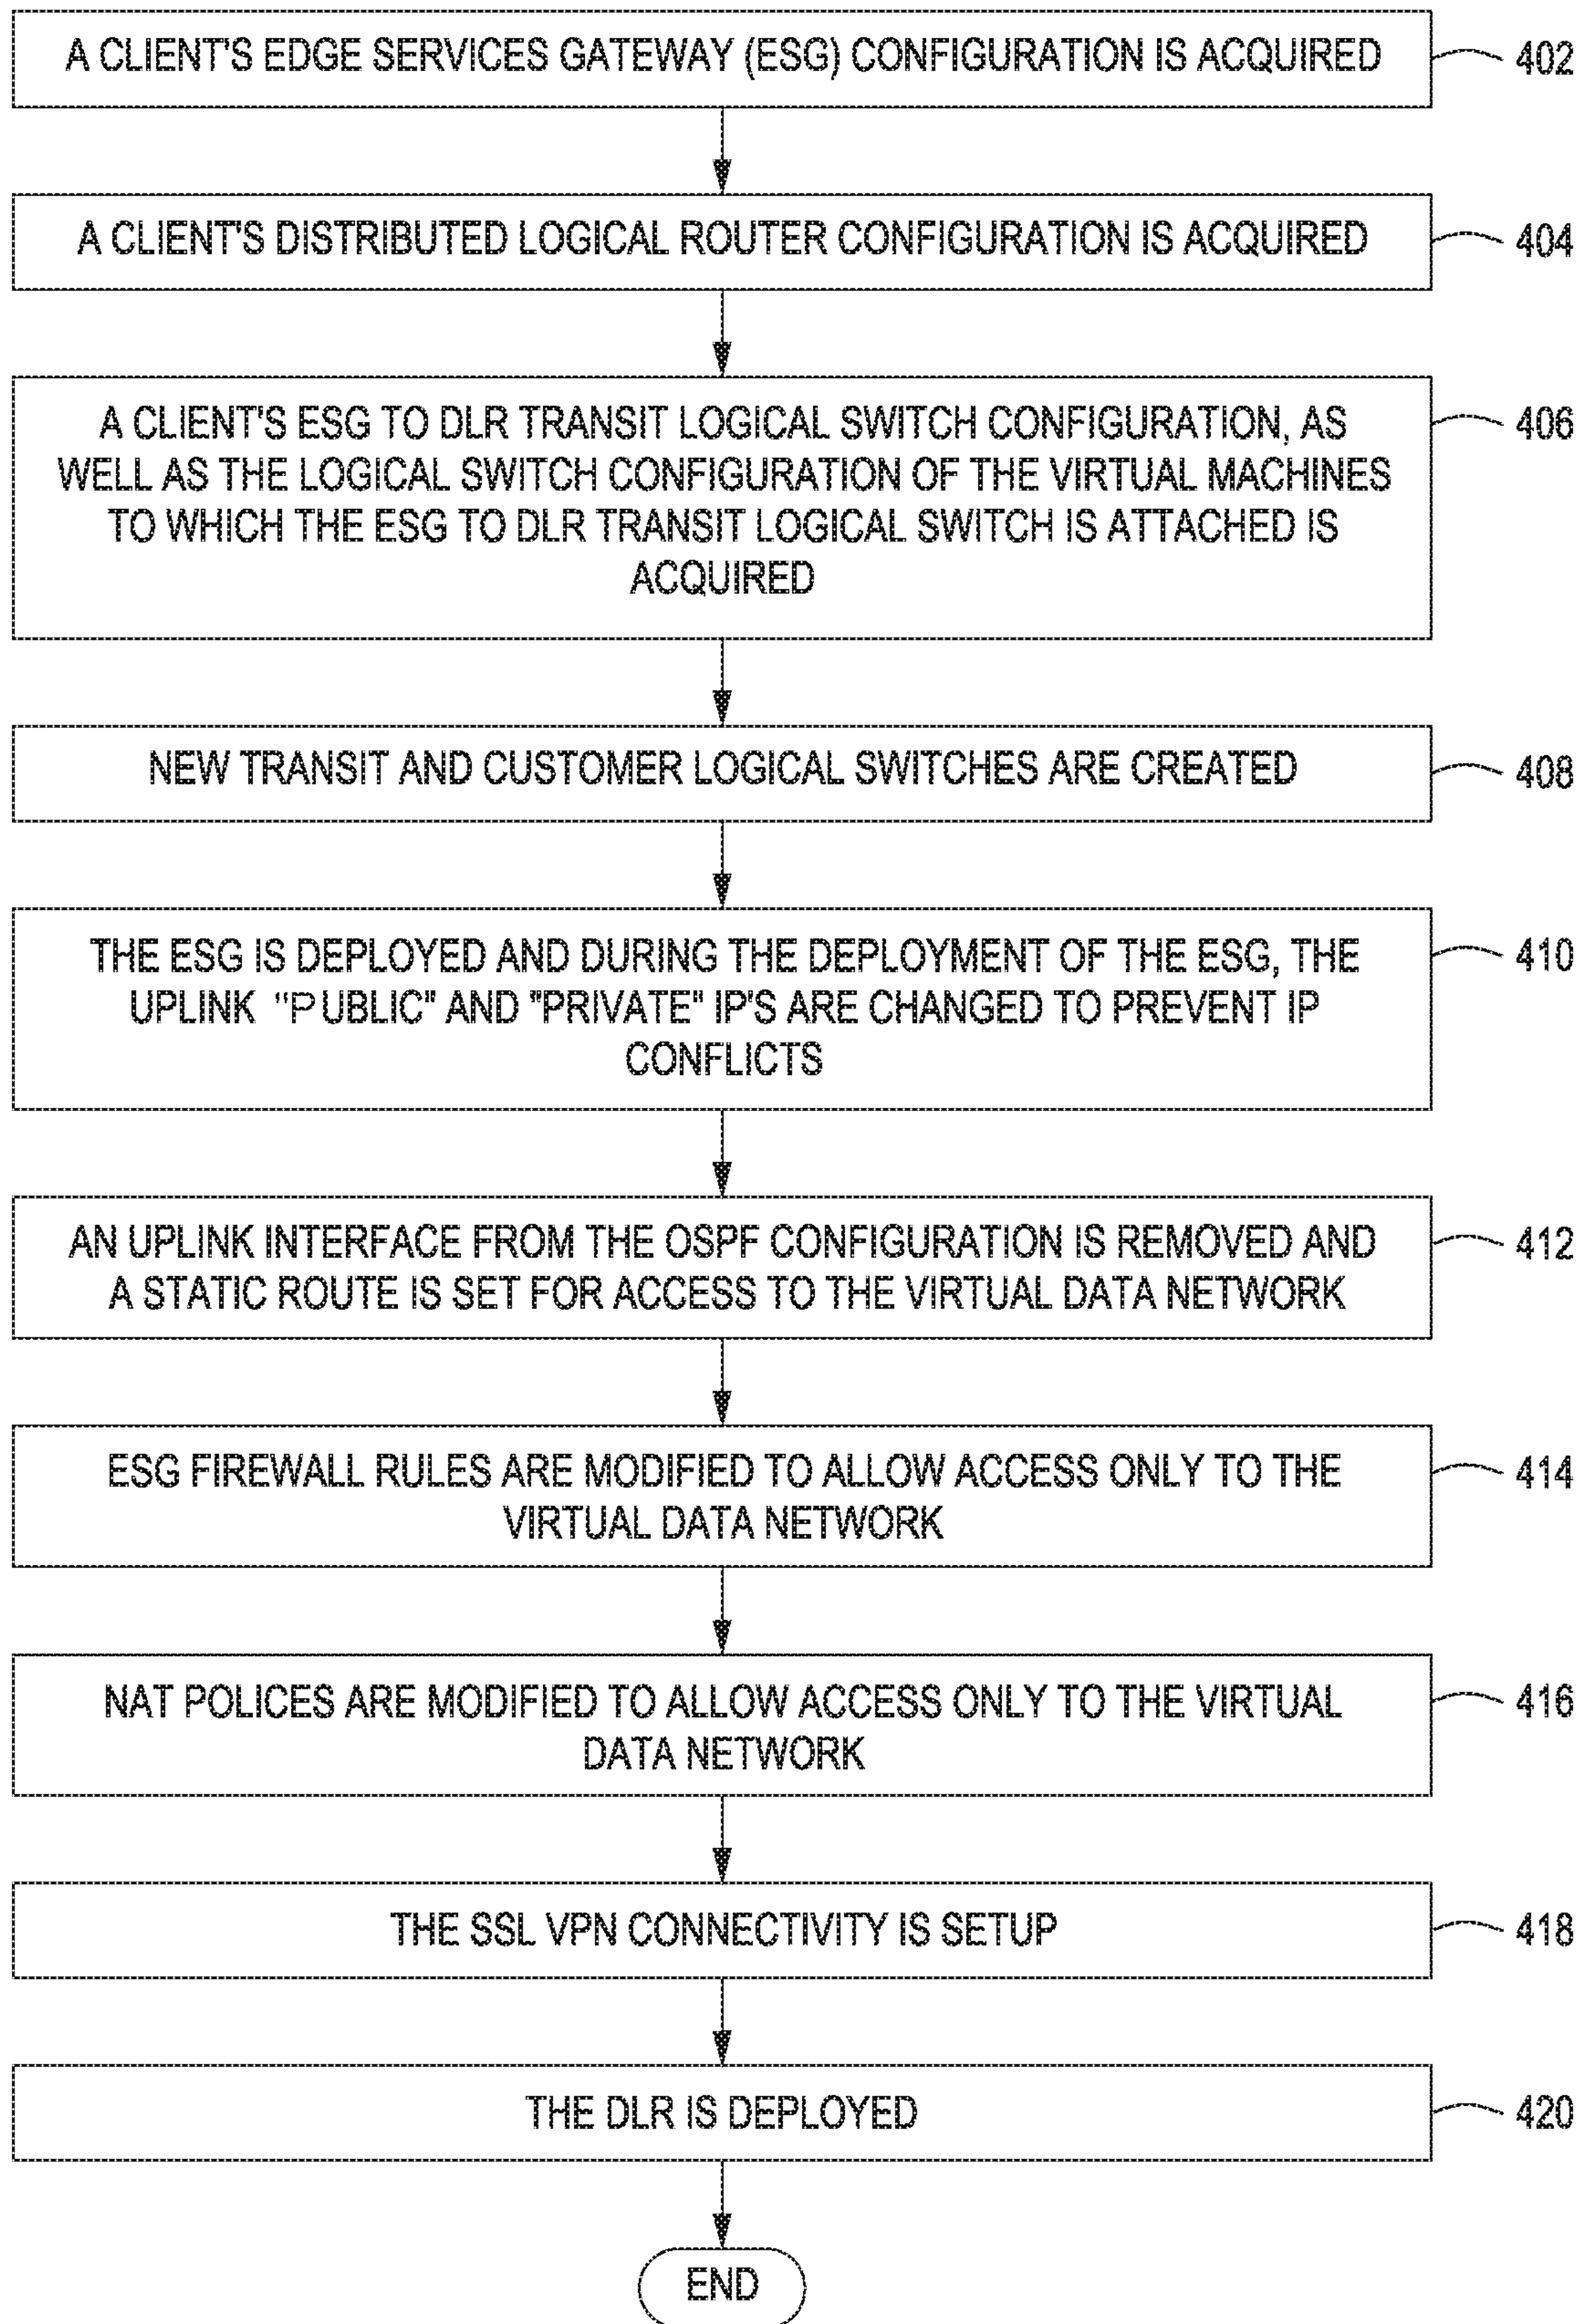 A CLIENT'S EDGE SERVICES GATEWAY (ESG) CONFIGURATION IS ACQUIRED
402
A CLIENT'S DISTRIBUTED LOGICAL ROUTER CONFIGURATION IS ACQUIRED
404
A CLIENT'S ESG TO DLR TRANSIT LOGICAL SWITCH CONFIGURATION, AS
WELL AS THE LOGICAL SWITCH CONFIGURATION OF THE VIRTUAL MACHINES
TO WHICH THE ESG TO DLR TRANSIT LOGICAL SWITCH IS ATTACHED IS
ACQUIRED
406
NEW TRANSIT AND CUSTOMER LOGICAL SWITCHES ARE CREATED
408
THE ESG IS DEPLOYED AND DURING THE DEPLOYMENT OF THE ESG, THE
UPLINK “PUBLIC" AND "PRIVATE" IP'S ARE CHANGED TO PREVENT IP
CONFLICTS
410
AN UPLINK INTERFACE FROM THE OSPF CONFIGURATION IS REMOVED AND
A STATIC ROUTE IS SET FOR ACCESS TO THE VIRTUAL DATA NETWORK
412
ESG FIREWALL RULES ARE MODIFIED TO ALLOW ACCESS ONLY TO THE
VIRTUAL DATA NETWORK
414
NAT POLICES ARE MODIFIED TO ALLOW ACCESS ONLY TO THE VIRTUAL
DATA NETWORK
416
THE SSL VPN CONNECTIVITY IS SETUP
418
THE DLR IS DEPLOYED
420
END